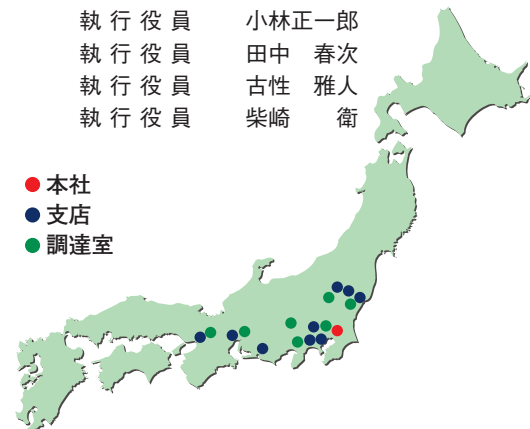 執行役員 小林正一郎
執行役員 田中 春次
執行役員 古性 雅人
執行役員 柴崎 衛
本社
支店
調達室